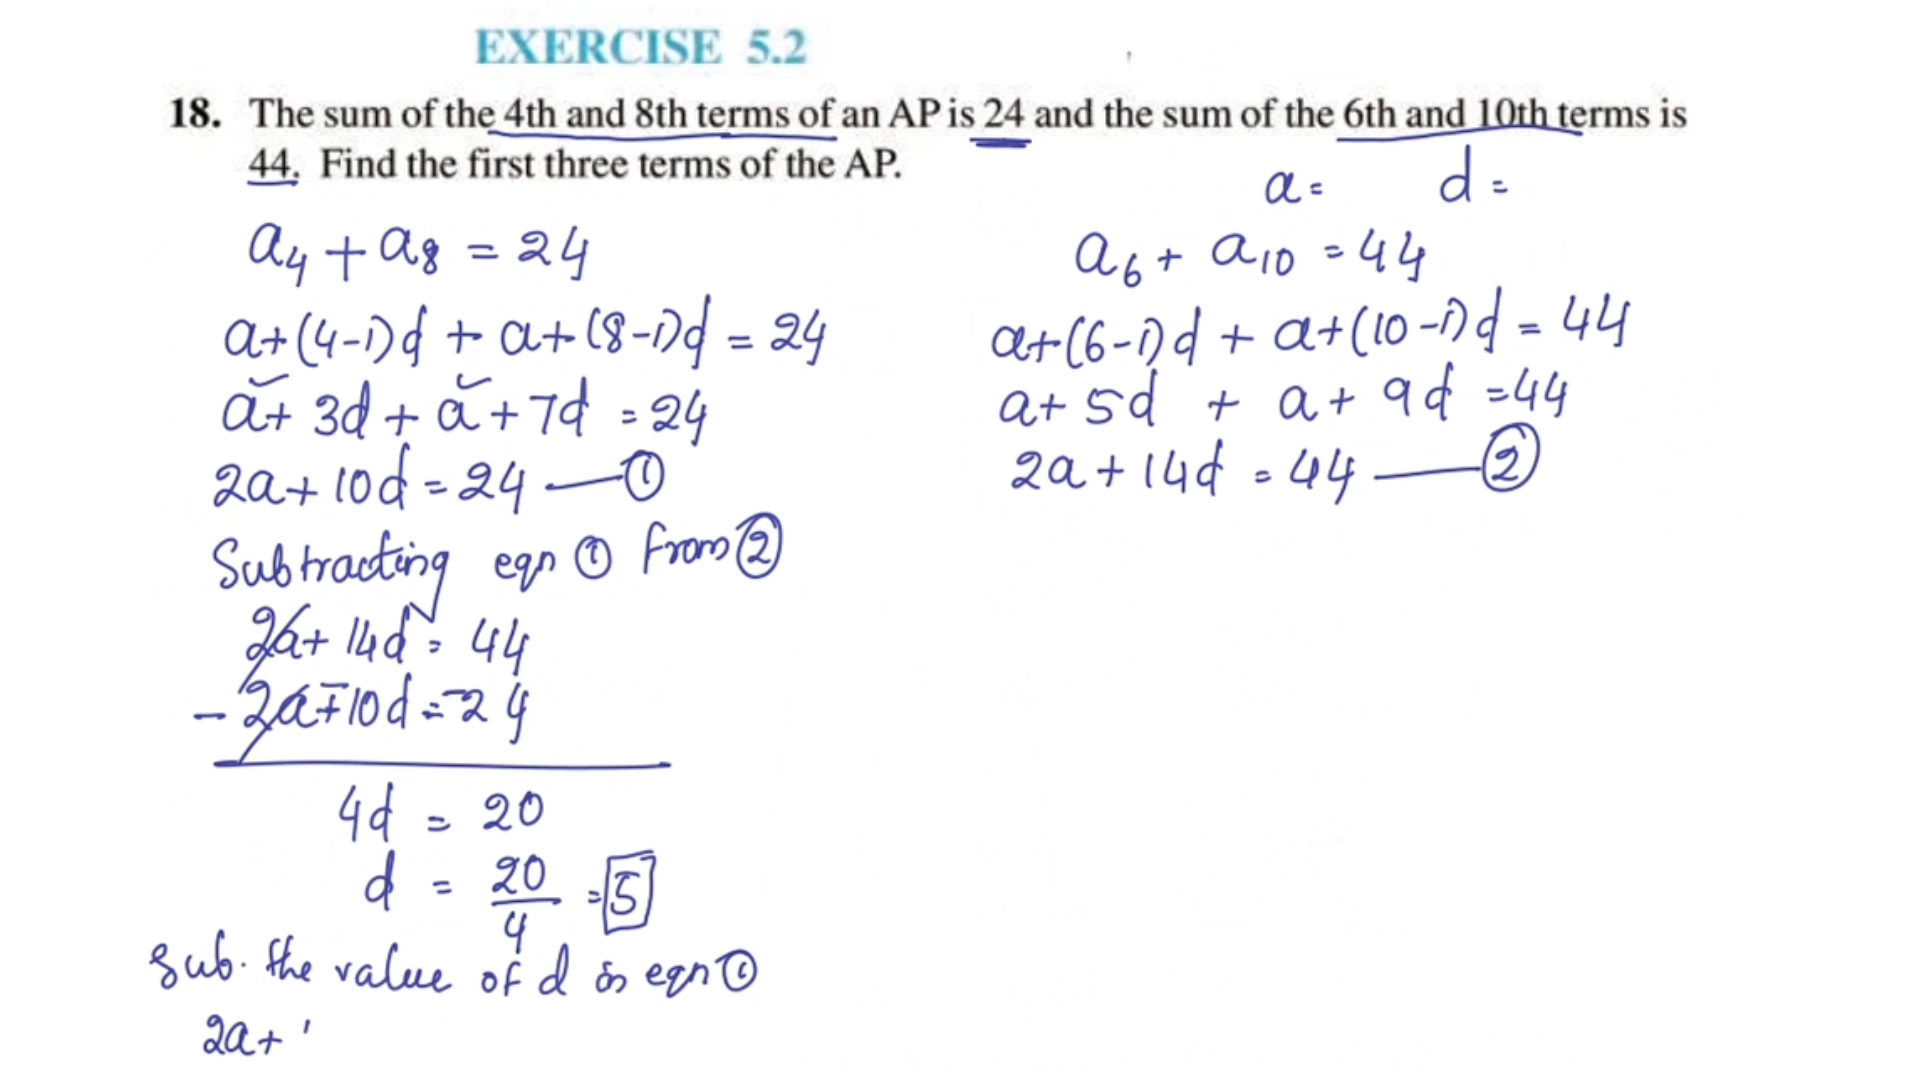 EXERCISE 5.2
18. The sum of the 4th and 8th terms of an AP is 24 and the sum of the 6th and 10th terms is
44. Find the first three terms of the AP.
a = d =
a4 + a8 = 24
a+(4-1)d + a+(8-1)d = 24
a+ 3d + a + 7d = 24
2a+ 10d = 24 — ①
Subtracting eqn ① from ②
2a+ 14d = 44
- 2a+10d = -24
4d = 20
d = 20/4 = 5
Sub. the value of d in eqn ①
2a+ '
a6 + a10 = 44
a+(6-1)d + a+(10-1)d = 44
a+ 5d + a+ 9d = 44
2a+ 14d = 44 — ②